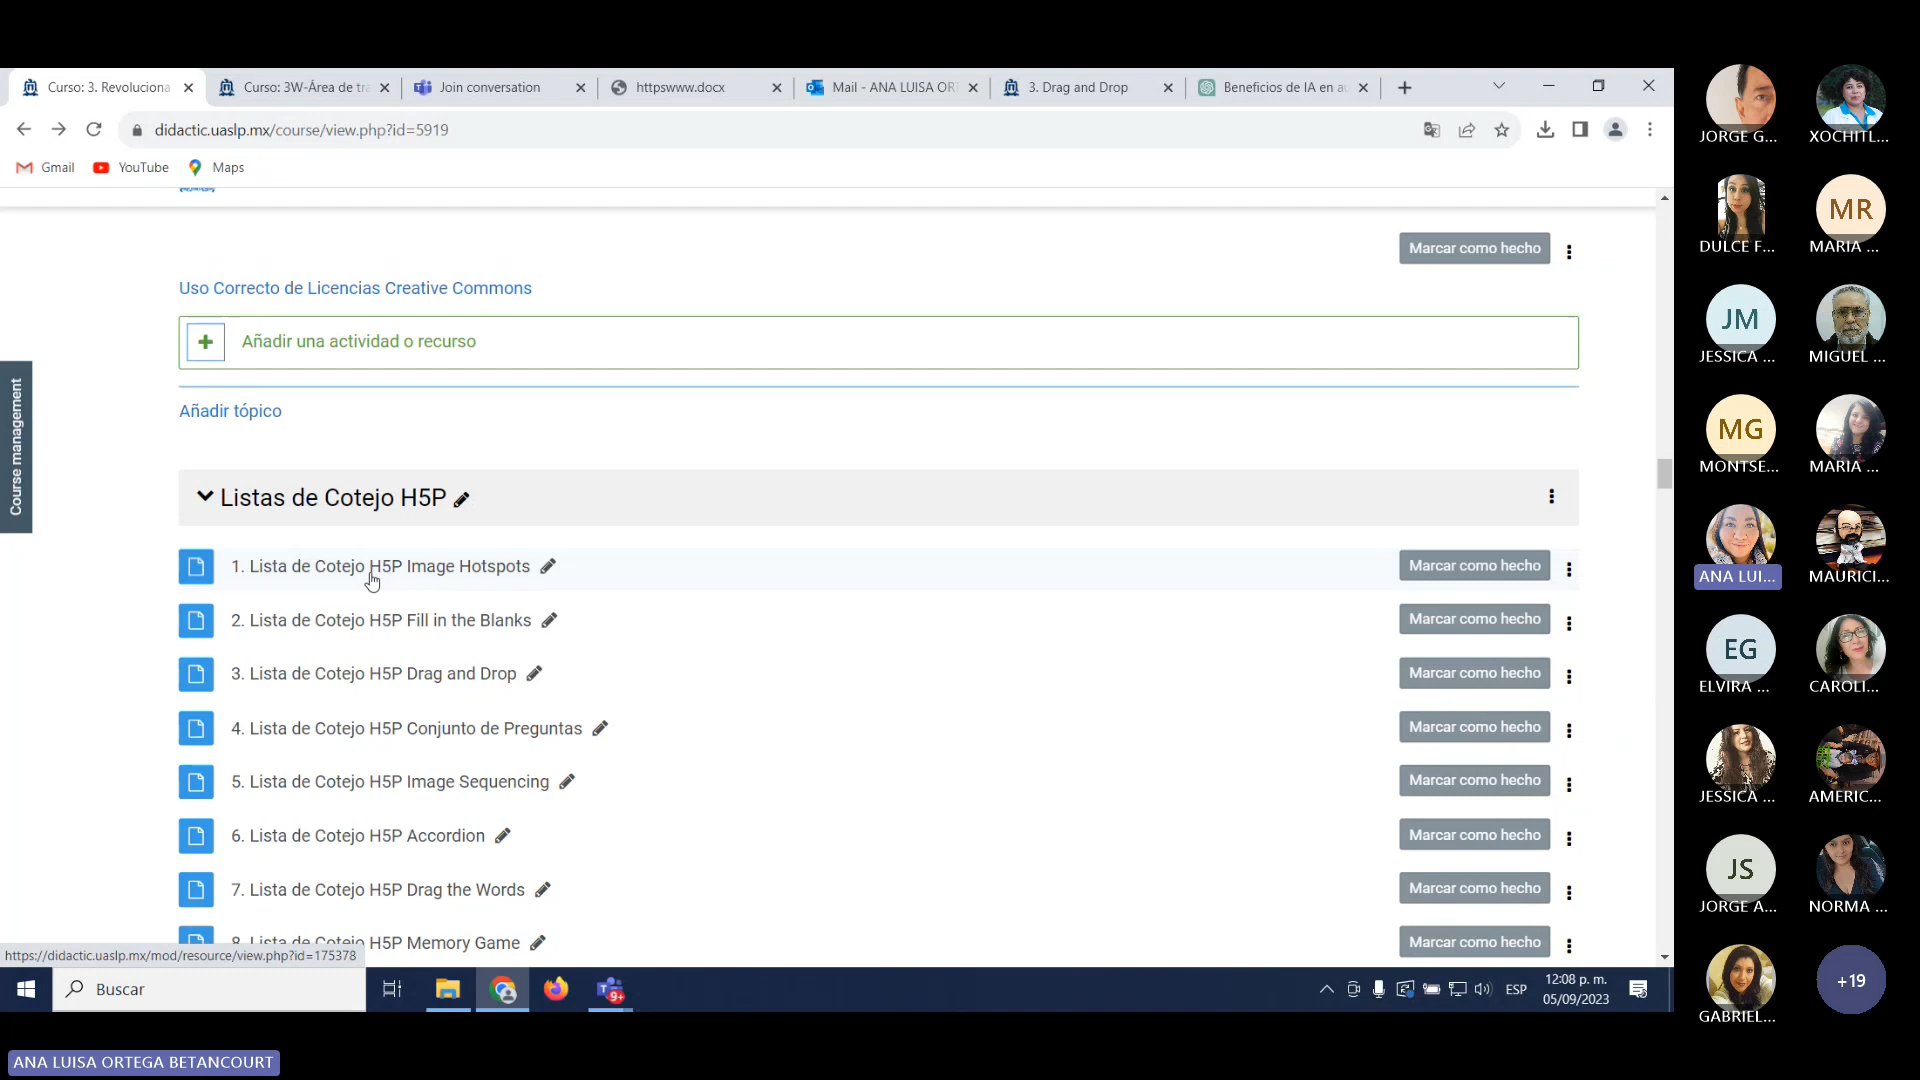 Curso: 3. Revoluciona
Curso: 3W-Área de tra
Join conversation
httpswww.docx
Mail - ANA LUISA OR
3. Drag and Drop
Beneficios de IA en au
didactic.uaslp.mx/course/view.php?id=5919
Gmail
YouTube
Maps
Marcar como hecho
Uso Correcto de Licencias Creative Commons
Añadir una actividad o recurso
Añadir tópico
Course management
Listas de Cotejo H5P
1. Lista de Cotejo H5P Image Hotspots
Marcar como hecho
2. Lista de Cotejo H5P Fill in the Blanks
Marcar como hecho
3. Lista de Cotejo H5P Drag and Drop
Marcar como hecho
4. Lista de Cotejo H5P Conjunto de Preguntas
Marcar como hecho
5. Lista de Cotejo H5P Image Sequencing
Marcar como hecho
6. Lista de Cotejo H5P Accordion
Marcar como hecho
7. Lista de Cotejo H5P Drag the Words
Marcar como hecho
8. Lista de Cotejo H5P Memory Game
Marcar como hecho
https://didactic.uaslp.mx/mod/resource/view.php?id=175378
Buscar
9+
ESP
12:08 p. m.
05/09/2023
JORGE G...
XOCHITL...
DULCE F...
MR
MARIA ...
JM
JESSICA ...
MIGUEL ...
MG
MONTSE...
MARIA ...
ANA LUI...
MAURICI...
EG
ELVIRA ...
CAROLI...
JESSICA ...
AMERIC...
JS
JORGE A...
NORMA ...
GABRIEL...
+19
ANA LUISA ORTEGA BETANCOURT